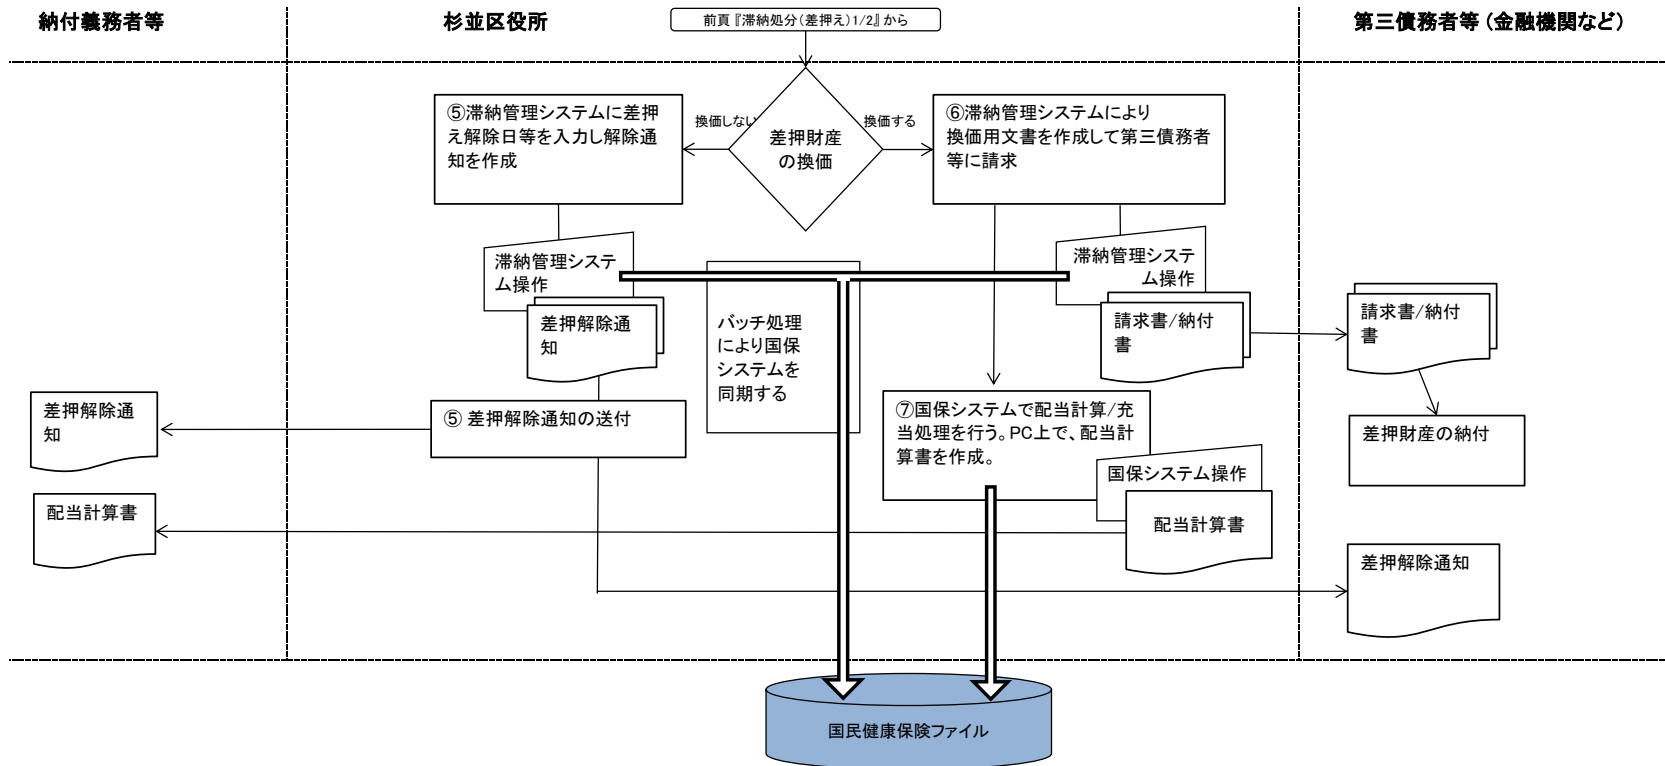 納付義務者等
杉並区役所
前頁『滞納処分(差押え)1/2』から
第三債務者等(金融機関など)
⑤滞納管理システムに差押
え解除日等を入力し解除通
知を作成
換価しない
差押財産
の換価
換価する
⑥滞納管理システムにより
換価用文書を作成して第三債務者
等に請求
滞納管理システ
ム操作
差押解除通
知
バッチ処理
により国保
システムを
同期する
滞納管理システ
ム操作
請求書/納付
書
請求書/納付
書
差押解除通
知
⑤ 差押解除通知の送付
⑦国保システムで配当計算/充
当処理を行う。PC上で、配当計
算書を作成。
差押財産の納付
国保システム操作
配当計算書
配当計算書
差押解除通知
国民健康保険ファイル